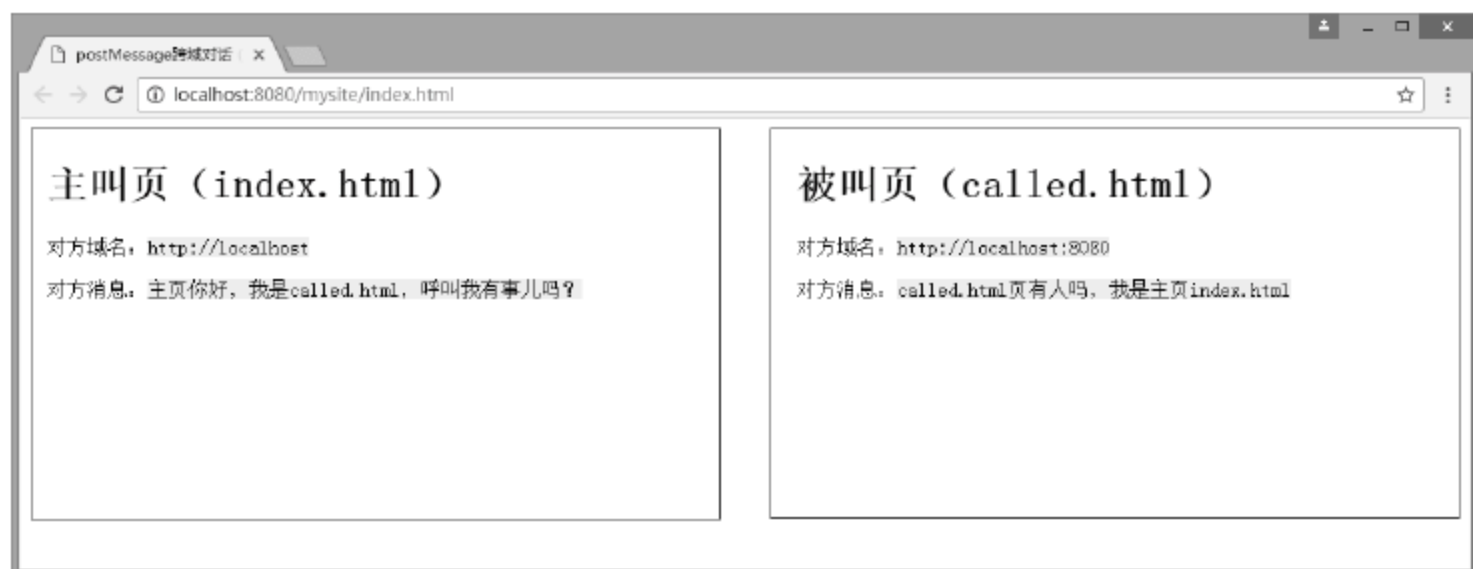 postMessage跨域对话
localhost:8080/mysite/index.html
主叫页（index.html）
对方域名：http://localhost
对方消息：主页你好，我是called.html，呼叫我有事儿吗？
被叫页（called.html）
对方域名：http://localhost:8080
对方消息：called.html页有人吗，我是主页index.html